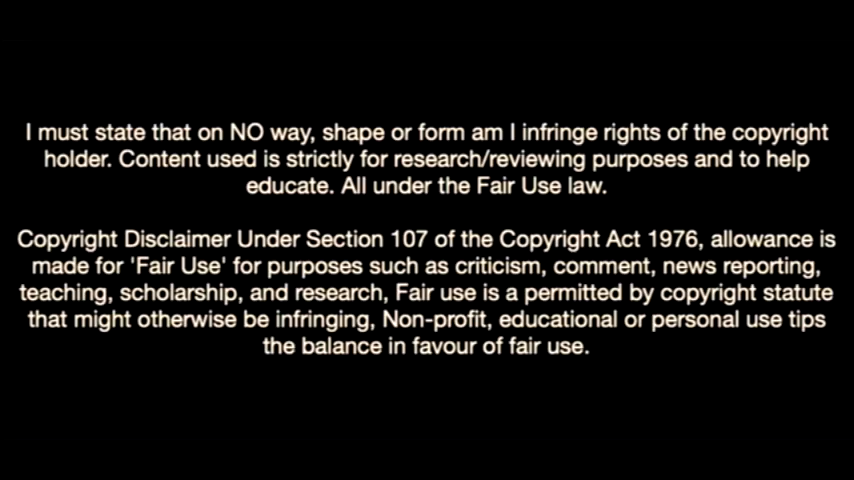 I must state that on NO way, shape or form am I infringe rights of the copyright
holder. Content used is strictly for research/reviewing purposes and to help
educate. All under the Fair Use law.
Copyright Disclaimer Under Section 107 of the Copyright Act 1976, allowance is
made for 'Fair Use' for purposes such as criticism, comment, news reporting,
teaching, scholarship, and research, Fair use is a permitted by copyright statute
that might otherwise be infringing, Non-profit, educational or personal use tips
the balance in favour of fair use.